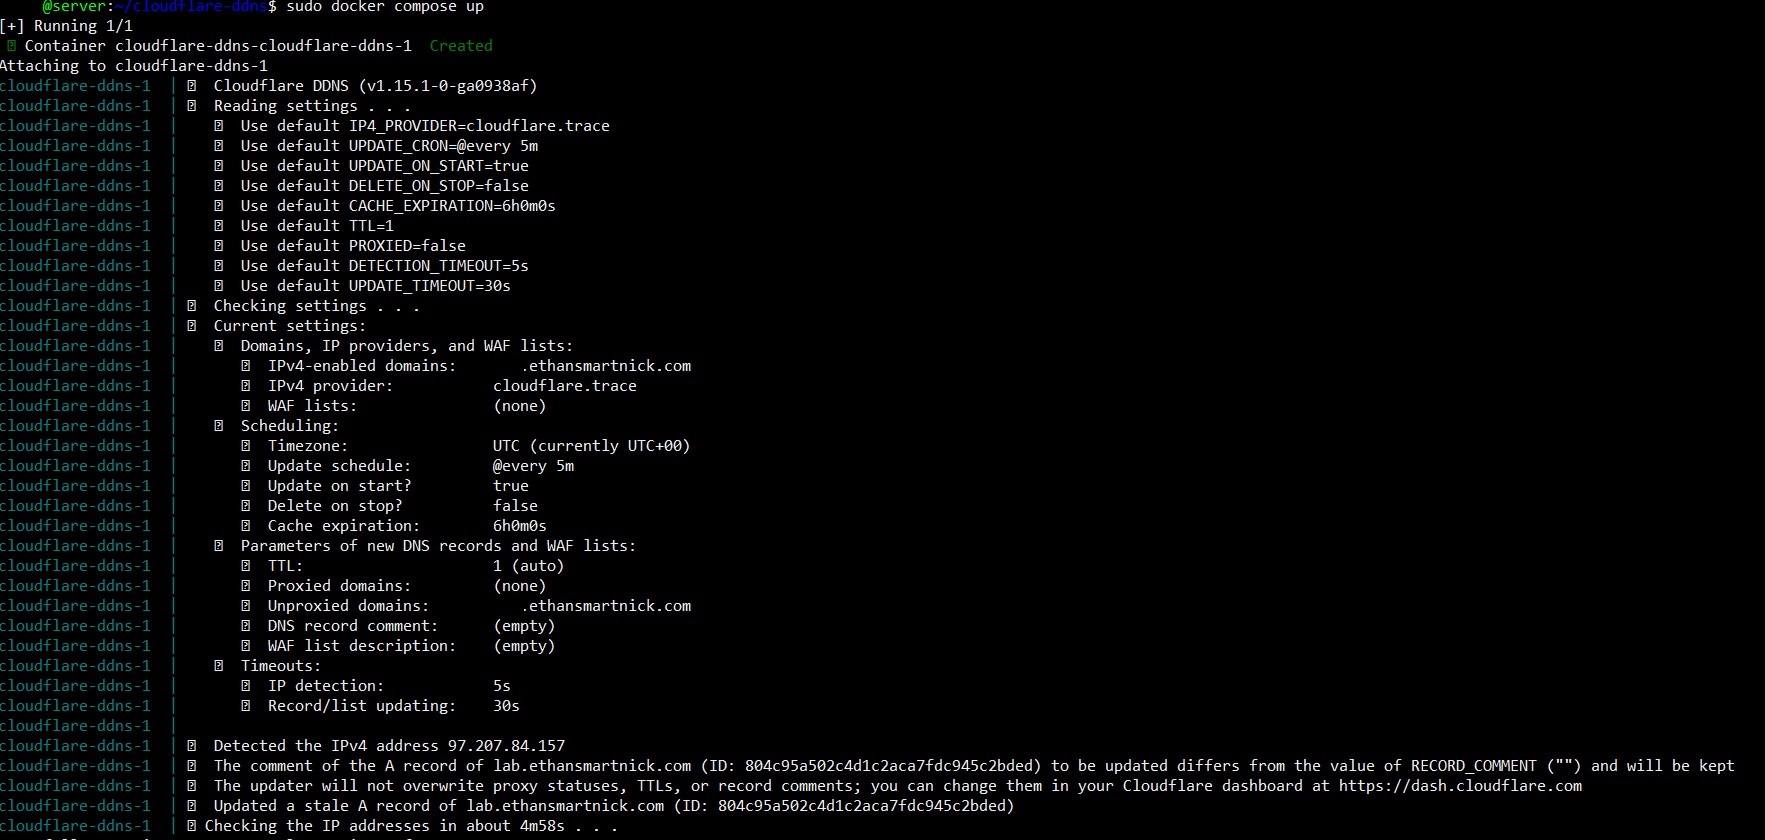 @server:~/cloudflare-ddns$ sudo docker compose up
[+] Running 1/1
Container cloudflare-ddns-cloudflare-ddns-1 Created
Attaching to cloudflare-ddns-1
cloudflare-ddns-1 | Cloudflare DDNS (v1.15.1-0-ga0938af)
cloudflare-ddns-1 | Reading settings . . .
cloudflare-ddns-1 | Use default IP4_PROVIDER=cloudflare.trace
cloudflare-ddns-1 | Use default UPDATE_CRON=@every 5m
cloudflare-ddns-1 | Use default UPDATE_ON_START=true
cloudflare-ddns-1 | Use default DELETE_ON_STOP=false
cloudflare-ddns-1 | Use default CACHE_EXPIRATION=6h0m0s
cloudflare-ddns-1 | Use default TTL=1
cloudflare-ddns-1 | Use default PROXIED=false
cloudflare-ddns-1 | Use default DETECTION_TIMEOUT=5s
cloudflare-ddns-1 | Use default UPDATE_TIMEOUT=30s
cloudflare-ddns-1 | Checking settings . . .
cloudflare-ddns-1 | Current settings:
cloudflare-ddns-1 | Domains, IP providers, and WAF lists:
cloudflare-ddns-1 | IPv4-enabled domains: .ethansmartnick.com
cloudflare-ddns-1 | IPv4 provider: cloudflare.trace
cloudflare-ddns-1 | WAF lists: (none)
cloudflare-ddns-1 | Scheduling:
cloudflare-ddns-1 | Timezone: UTC (currently UTC+00)
cloudflare-ddns-1 | Update schedule: @every 5m
cloudflare-ddns-1 | Update on start? true
cloudflare-ddns-1 | Delete on stop? false
cloudflare-ddns-1 | Cache expiration: 6h0m0s
cloudflare-ddns-1 | Parameters of new DNS records and WAF lists:
cloudflare-ddns-1 | TTL: 1 (auto)
cloudflare-ddns-1 | Proxied domains: (none)
cloudflare-ddns-1 | Unproxied domains: .ethansmartnick.com
cloudflare-ddns-1 | DNS record comment: (empty)
cloudflare-ddns-1 | WAF list description: (empty)
cloudflare-ddns-1 | Timeouts:
cloudflare-ddns-1 | IP detection: 5s
cloudflare-ddns-1 | Record/list updating: 30s
cloudflare-ddns-1 |
cloudflare-ddns-1 | Detected the IPv4 address 97.207.84.157
cloudflare-ddns-1 | The comment of the A record of lab.ethansmartnick.com (ID: 804c95a502c4d1c2aca7fdc945c2bded) to be updated differs from the value of RECORD_COMMENT ("") and will be kept
cloudflare-ddns-1 | The updater will not overwrite proxy statuses, TTLs, or record comments; you can change them in your Cloudflare dashboard at https://dash.cloudflare.com
cloudflare-ddns-1 | Updated a stale A record of lab.ethansmartnick.com (ID: 804c95a502c4d1c2aca7fdc945c2bded)
cloudflare-ddns-1 | Checking the IP addresses in about 4m58s . . .